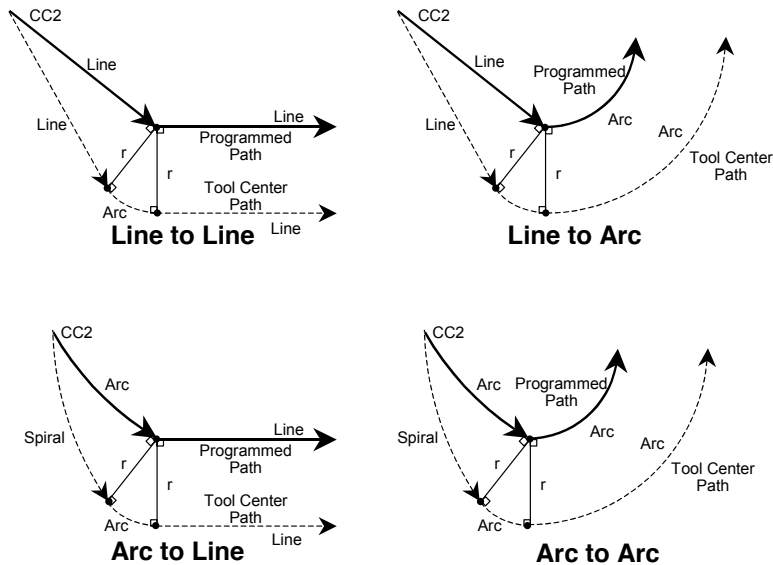 CC2
Line
Line
Line
Programmed
Path
r
r
Tool Center
Path
Arc
Line
Line to Line
CC2
Line
Line
Programmed
Path
Arc
r
r
Arc
Tool Center
Path
Line to Arc
CC2
Arc
Spiral
Line
Programmed
Path
r
r
Tool Center
Path
Arc
Line
Arc to Line
CC2
Arc
Spiral
Programmed
Path
Arc
r
r
Arc
Arc
Tool Center
Path
Arc to Arc